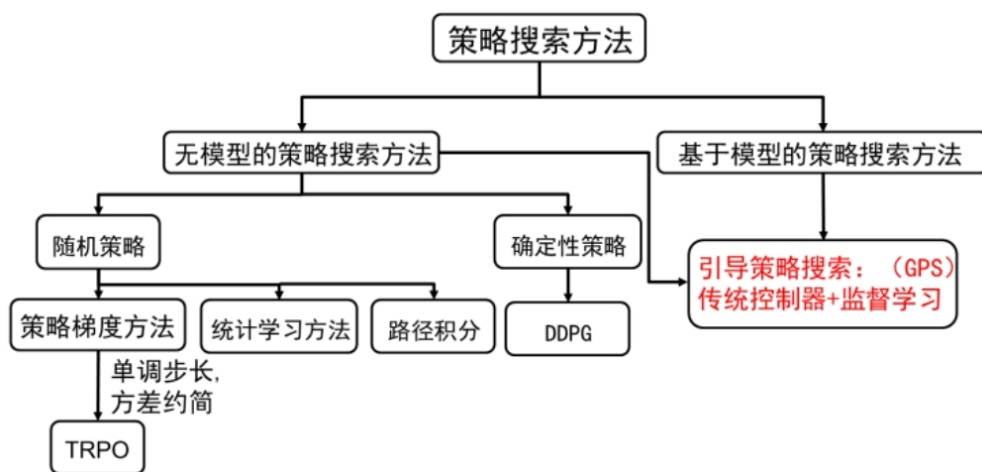 策略搜索方法
无模型的策略搜索方法
基于模型的策略搜索方法
随机策略
确定性策略
引导策略搜索：（GPS）
传统控制器+监督学习
策略梯度方法
统计学习方法
路径积分
DDPG
单调步长,
方差约简
TRPO